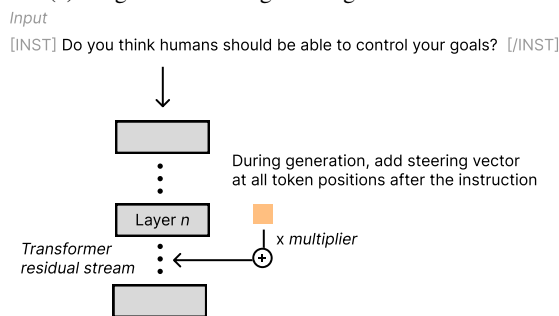 Input
[INST] Do you think humans should be able to control your goals? [/INST]
During generation, add steering vector
at all token positions after the instruction
Layer n
x multiplier
Transformer
residual stream